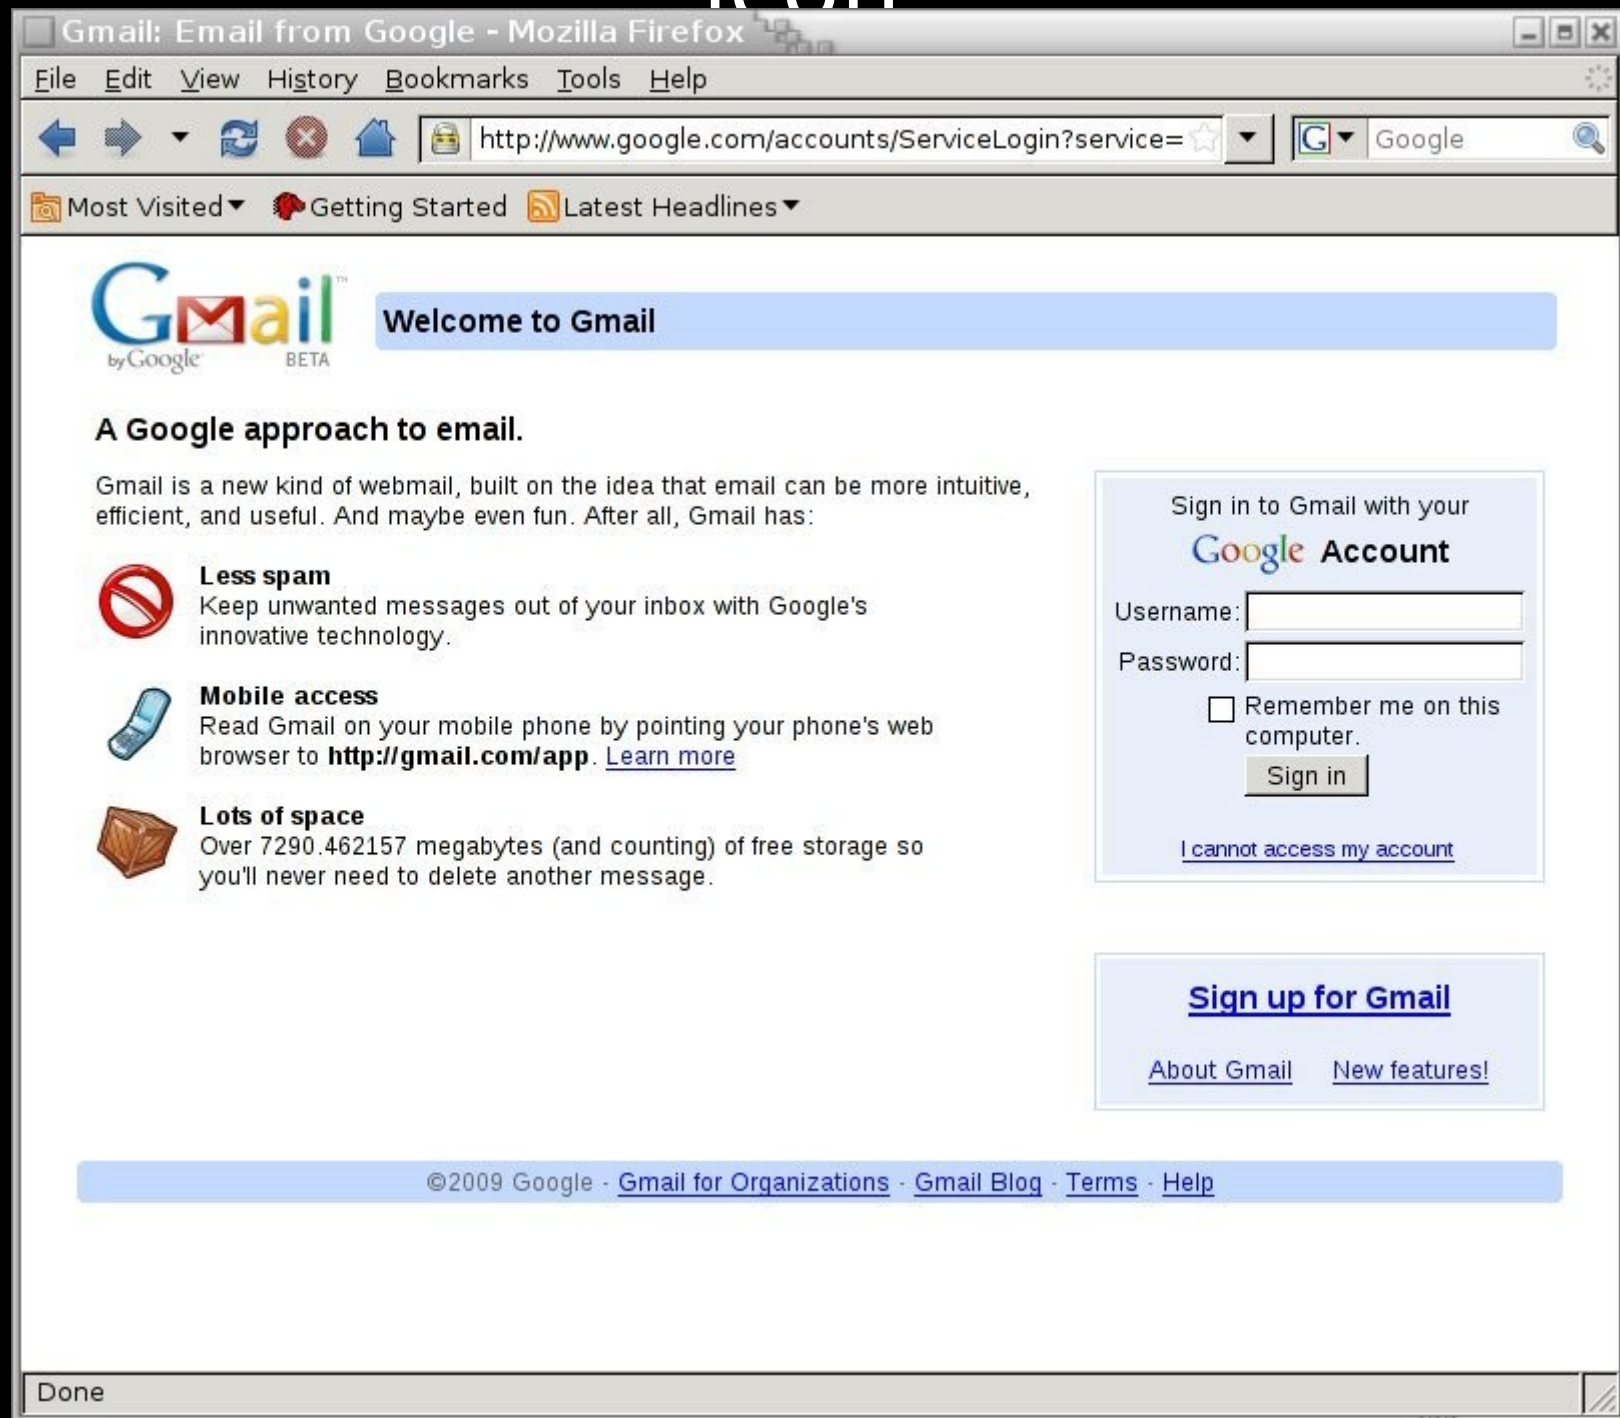 icon
Gmail: Email from Google - Mozilla Firefox
File Edit View History Bookmarks Tools Help
http://www.google.com/accounts/ServiceLogin?service= G Google
Most Visited Getting Started Latest Headlines
Gmail™ Welcome to Gmail
by Google BETA
A Google approach to email.
Gmail is a new kind of webmail, built on the idea that email can be more intuitive,
efficient, and useful. And maybe even fun. After all, Gmail has:
Less spam
Keep unwanted messages out of your inbox with Google's
innovative technology.
Mobile access
Read Gmail on your mobile phone by pointing your phone's web
browser to http://gmail.com/app. Learn more
Lots of space
Over 7290.462157 megabytes (and counting) of free storage so
you'll never need to delete another message.
Sign in to Gmail with your
Google Account
Username:
Password:
Remember me on this
computer.
Sign in
I cannot access my account
Sign up for Gmail
About Gmail New features!
©2009 Google - Gmail for Organizations - Gmail Blog - Terms - Help
Done